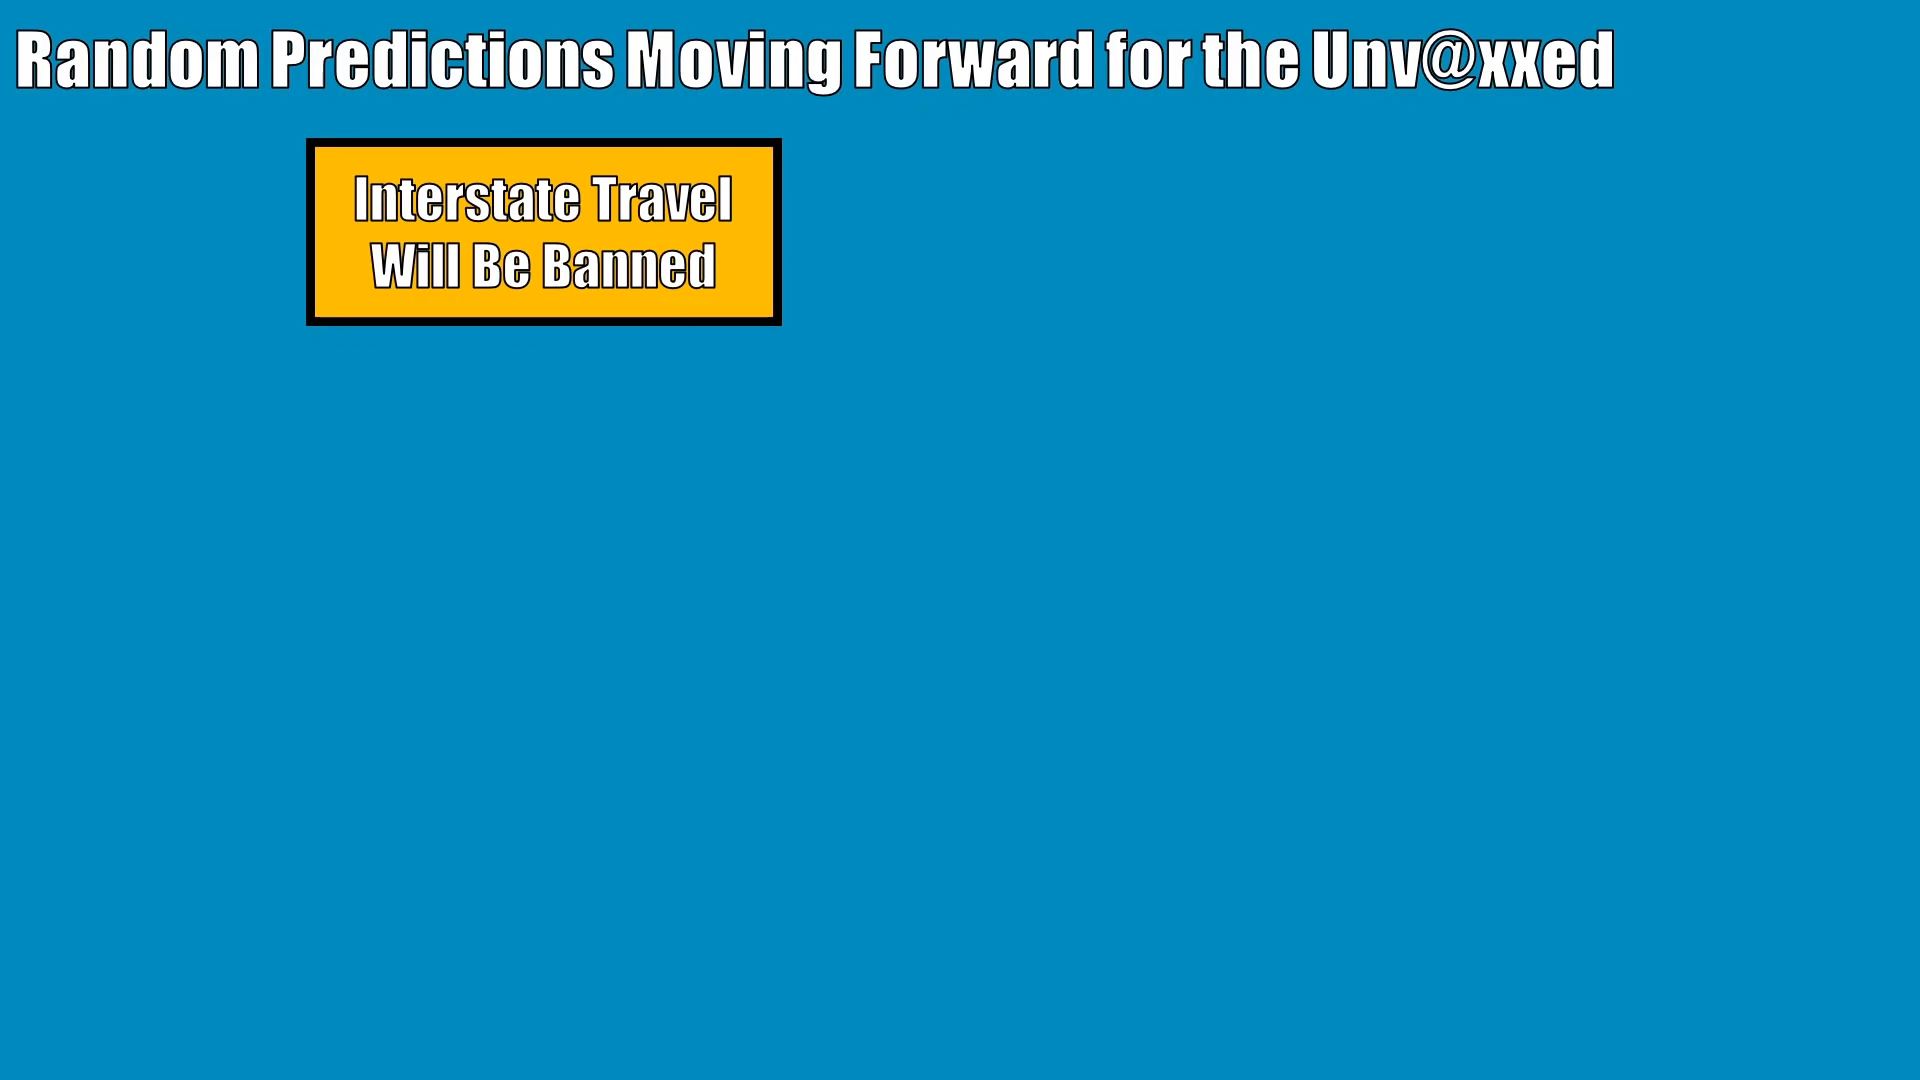 Random Predictions Moving Forward for the Unv@xxed
Interstate Travel
Will Be Banned